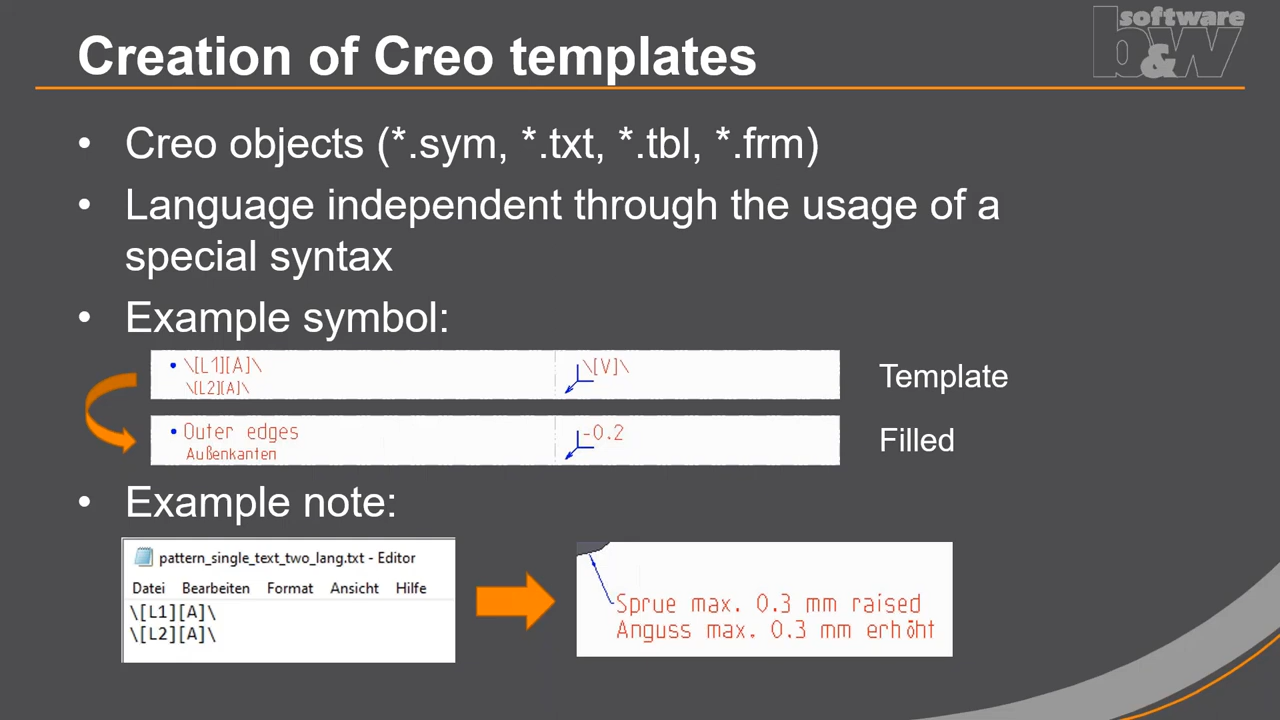 Creation of Creo templates
software
b&w
• Creo objects (*.sym, *.txt, *.tbl, *.frm)
• Language independent through the usage of a
special syntax
• Example symbol:
\[L1][A]\ \[V]\
\[L2][A]\
Template
Outer edges -0.2
Außenkanten
Filled
• Example note:
pattern_single_text_two_lang.txt - Editor
Datei Bearbeiten Format Ansicht Hilfe
\[L1][A]\
\[L2][A]\
Sprue max. 0.3 mm raised
Anguss max. 0.3 mm erhöht